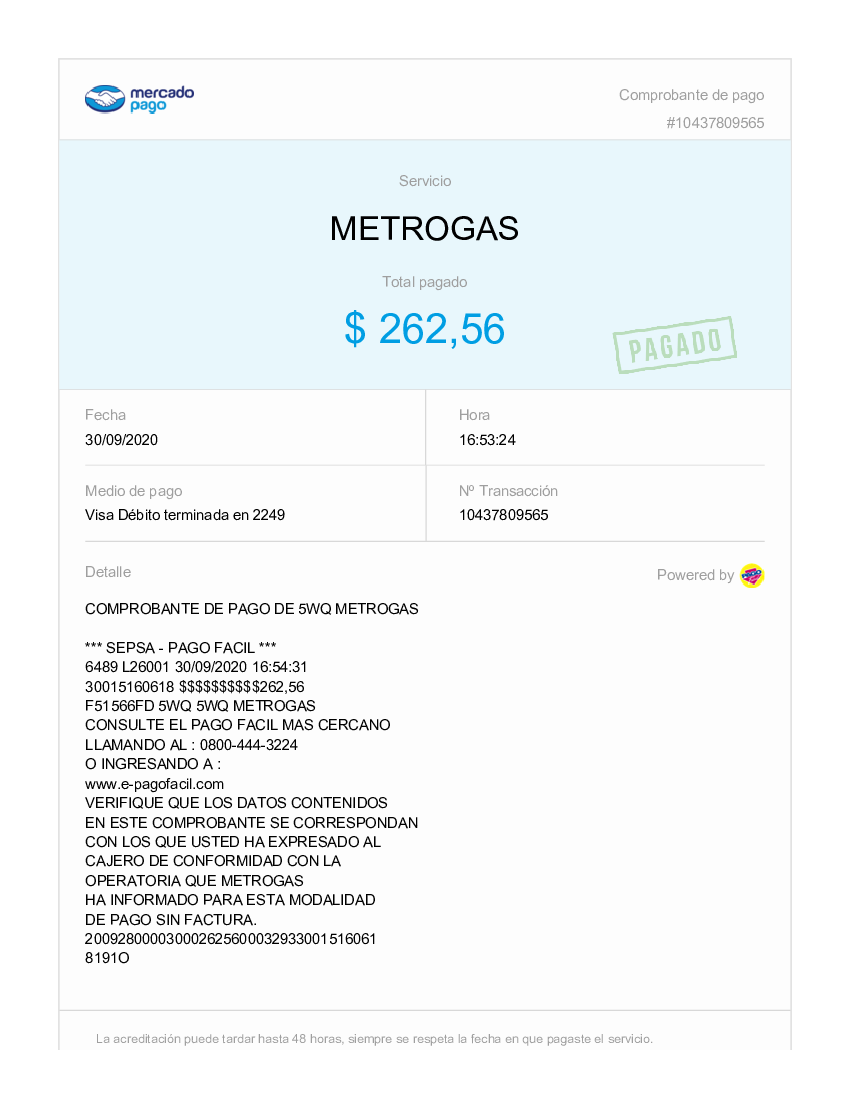 mercado
pago
Comprobante de pago
#10437809565
Servicio
METROGAS
Total pagado
$ 262,56
PAGADO
Fecha
30/09/2020
Hora
16:53:24
Medio de pago
Visa Débito terminada en 2249
Nº Transacción
10437809565
Detalle
Powered by
COMPROBANTE DE PAGO DE 5WQ METROGAS
*** SEPSA - PAGO FACIL ***
6489 L26001 30/09/2020 16:54:31
30015160618 $$$$$$$$$$262,56
F51566FD 5WQ 5WQ METROGAS
CONSULTE EL PAGO FACIL MAS CERCANO
LLAMANDO AL : 0800-444-3224
O INGRESANDO A :
www.e-pagofacil.com
VERIFIQUE QUE LOS DATOS CONTENIDOS
EN ESTE COMPROBANTE SE CORRESPONDAN
CON LOS QUE USTED HA EXPRESADO AL
CAJERO DE CONFORMIDAD CON LA
OPERATORIA QUE METROGAS
HA INFORMADO PARA ESTA MODALIDAD
DE PAGO SIN FACTURA.
200928000030002625600032933001516061
8191O
La acreditación puede tardar hasta 48 horas, siempre se respeta la fecha en que pagaste el servicio.